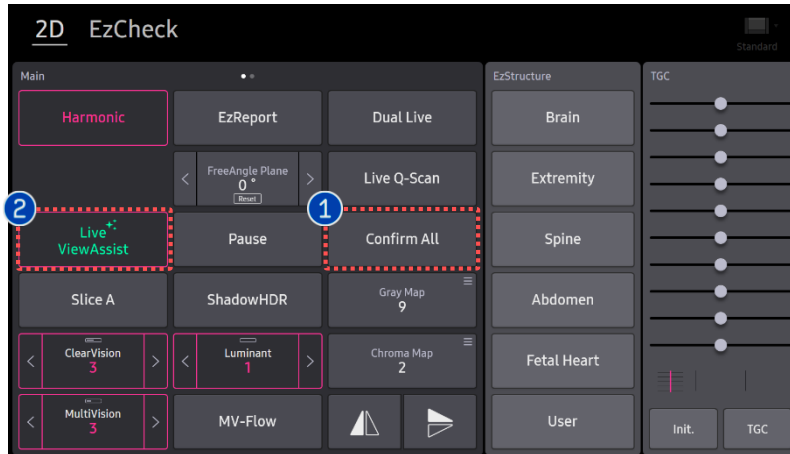 2D EzCheck
Standard
Main
EzStructure
TGC
Harmonic
EzReport
Dual Live
Brain
FreeAngle Plane
0 °
Reset
< >
Live Q-Scan
Extremity
2
1
Live
ViewAssist
Pause
Confirm All
Spine
Slice A
ShadowHDR
Gray Map
9
Abdomen
< ClearVision >
3
< Luminant >
1
Chroma Map
2
Fetal Heart
< MultiVision >
3
MV-Flow
User
Init.
TGC